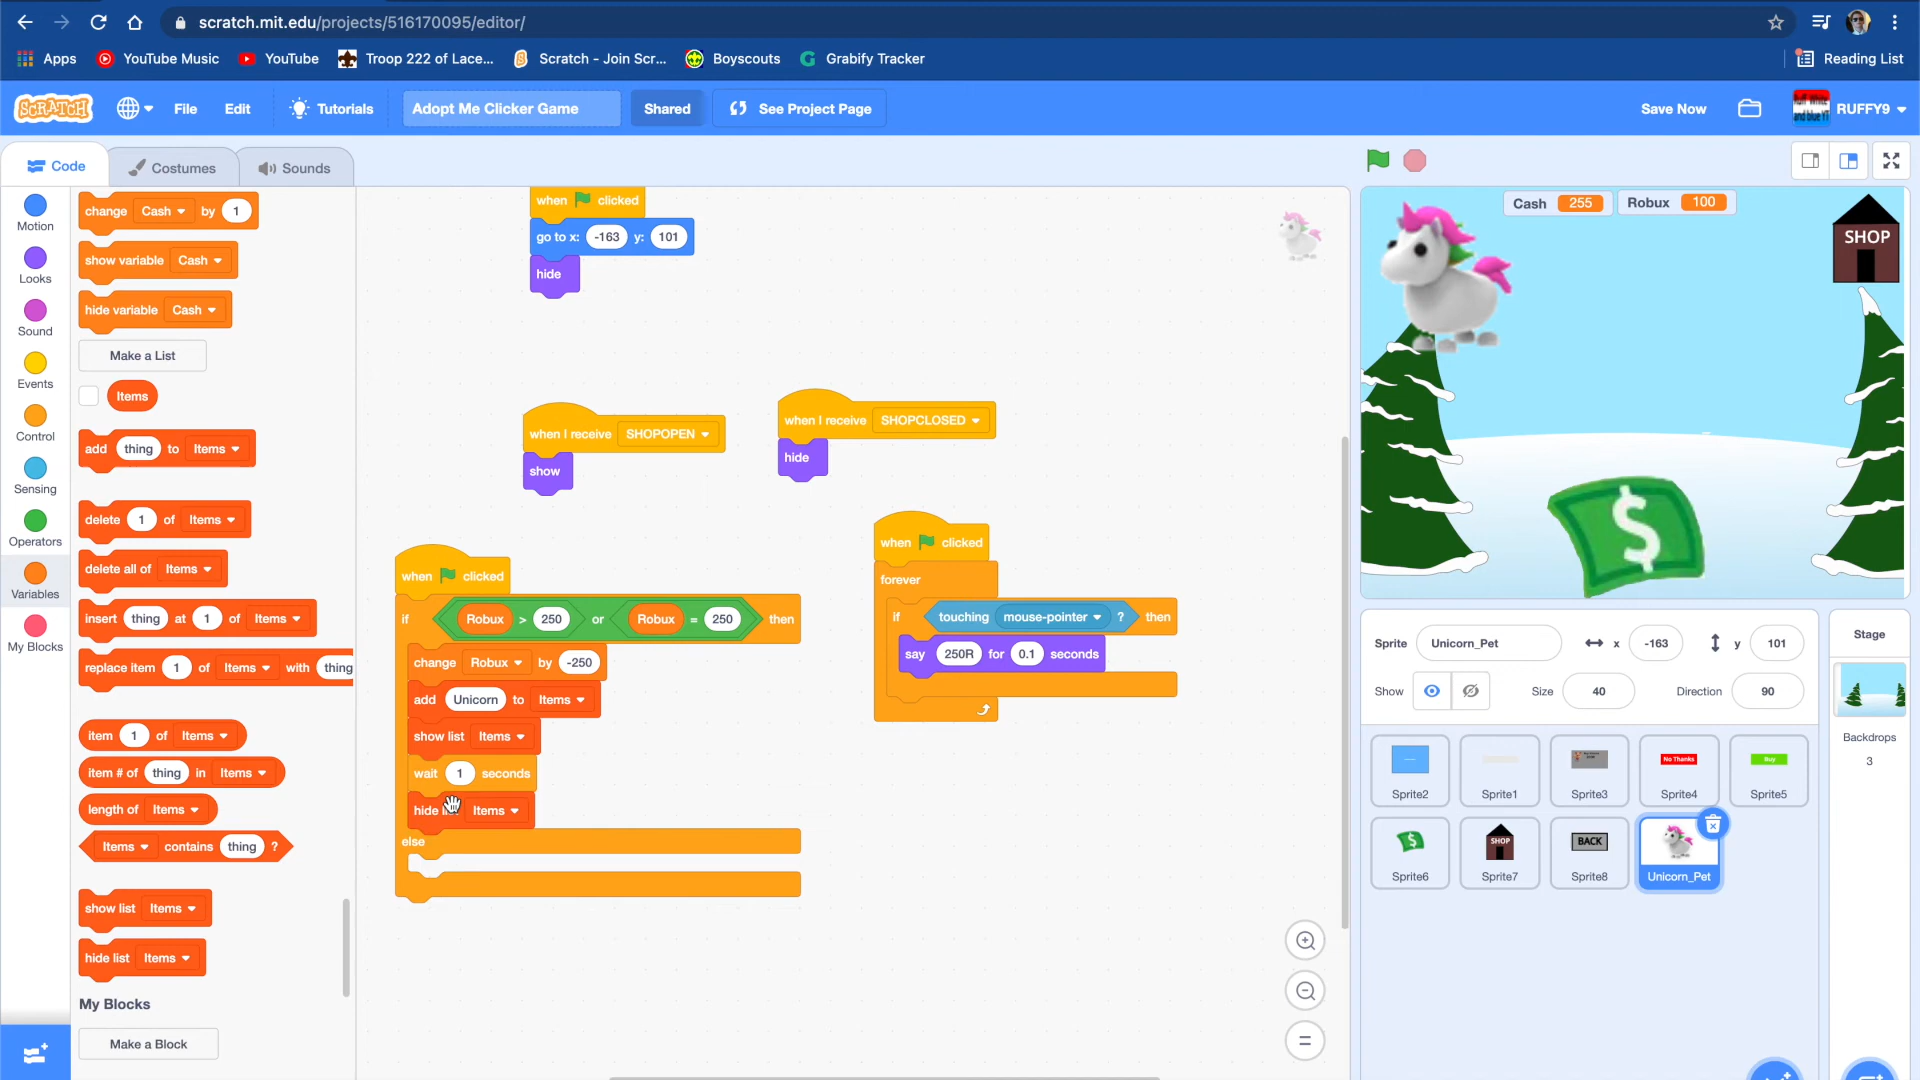 scratch.mit.edu/projects/516170095/editor/
Apps YouTube Music YouTube Troop 222 of Lace... Scratch - Join Scr... Boyscouts Grabify Tracker Reading List
SCRATCH File Edit Tutorials Adopt Me Clicker Game Shared See Project Page Save Now RUFFY9
Code Costumes Sounds
Motion
Looks
Sound
Events
Control
Sensing
Operators
Variables
My Blocks
change Cash by 1
show variable Cash
hide variable Cash
Make a List
Items
add thing to Items
delete 1 of Items
delete all of Items
insert thing at 1 of Items
replace item 1 of Items with thing
item 1 of Items
item # of thing in Items
length of Items
Items contains thing ?
show list Items
hide list Items
My Blocks
Make a Block
when clicked
go to x: -163 y: 101
hide
when I receive SHOPOPEN
show
when I receive SHOPCLOSED
hide
when clicked
if Robux > 250 or Robux = 250 then
change Robux by -250
add Unicorn to Items
show list Items
wait 1 seconds
hide Items
else
when clicked
forever
if touching mouse-pointer ? then
say 250R for 0.1 seconds
Cash 255 Robux 100
SHOP
$
Sprite Unicorn_Pet x -163 y 101
Show Size 40 Direction 90
Stage
Backdrops
3
Sprite2 Sprite1 Sprite3
No Thanks
Sprite4
Buy
Sprite5
Sprite6
SHOP
Sprite7
BACK
Sprite8 Unicorn_Pet